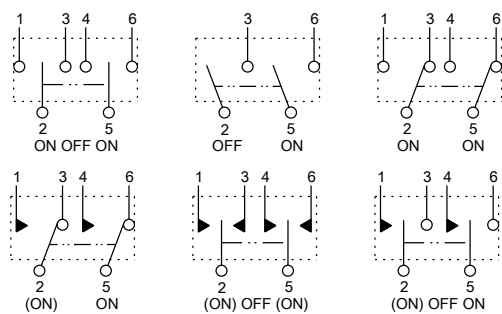 1 3 4 6 3 6 1 3 4 6
2 5 2 5 2 5
ON OFF ON OFF ON ON ON
1 3 4 6 1 3 4 6 1 3 4 6
2 5 2 5 2 5
(ON) ON (ON) OFF (ON) (ON) OFF ON